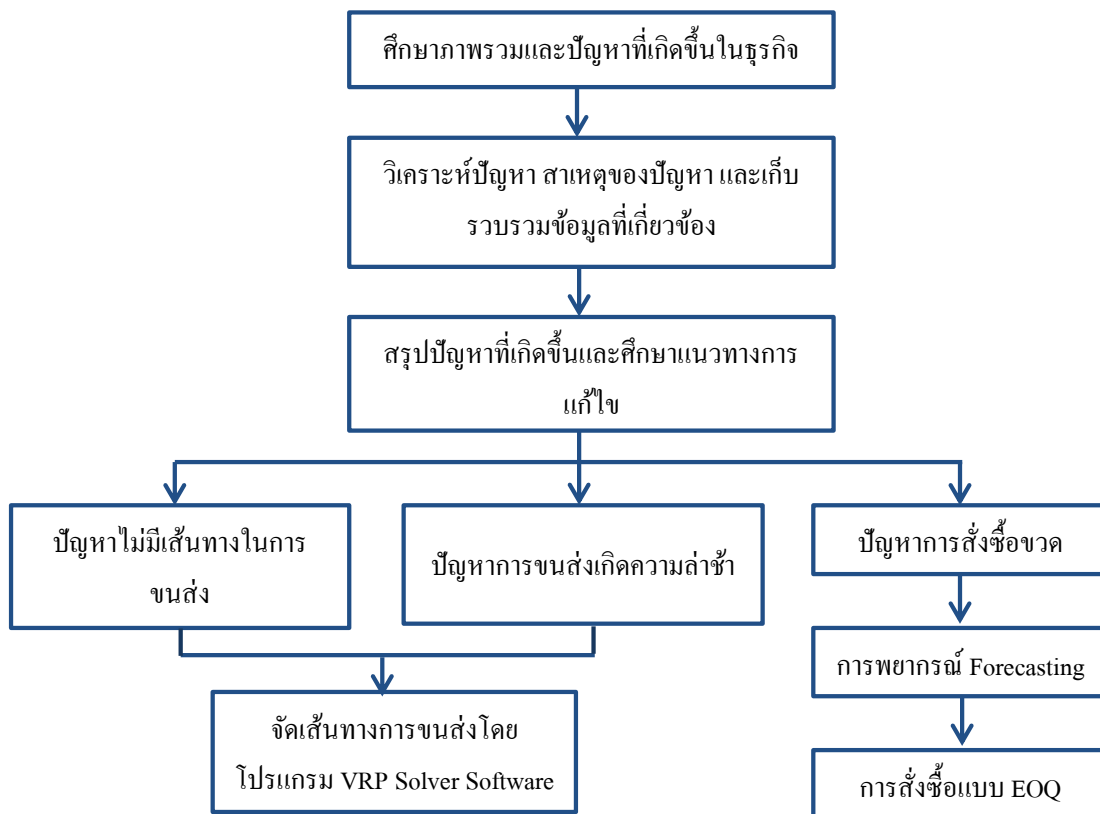 ศึกษาภาพรวมและปัญหาที่เกิดขึ้นในธุรกิจ
วิเคราะห์ปัญหา สาเหตุของปัญหา และเก็บ
รวบรวมข้อมูลที่เกี่ยวข้อง
สรุปปัญหาที่เกิดขึ้นและศึกษาแนวทางการ
แก้ไข
ปัญหาไม่มีเส้นทางในการ
ขนส่ง
ปัญหาการขนส่งเกิดความล่าช้า
ปัญหาการสั่งซื้อขวด
จัดเส้นทางการขนส่งโดย
โปรแกรม VRP Solver Software
การพยากรณ์ Forecasting
การสั่งซื้อแบบ EOQ